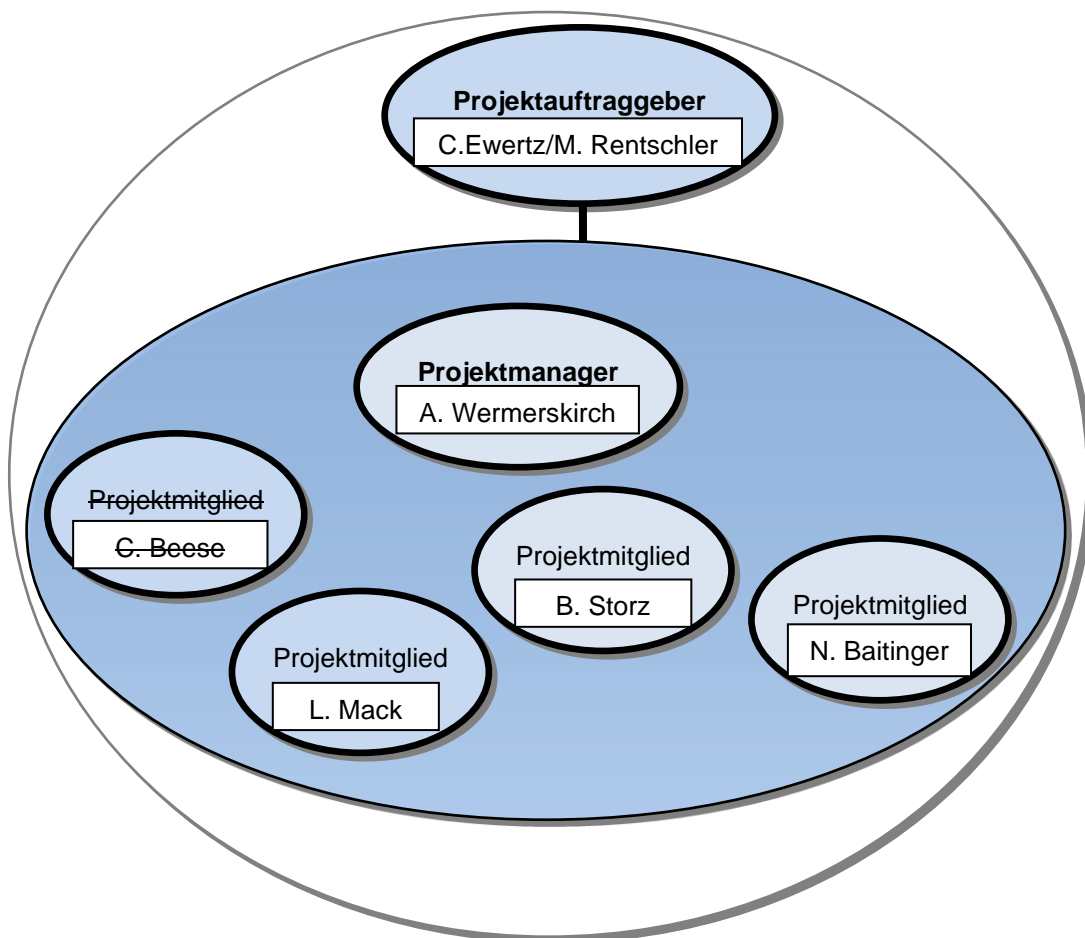 Projektauftraggeber
C.Ewertz/M. Rentschler
Projektmanager
A. Wermerskirch
Projektmitglied
C. Beese
Projektmitglied
B. Storz
Projektmitglied
N. Baitinger
Projektmitglied
L. Mack